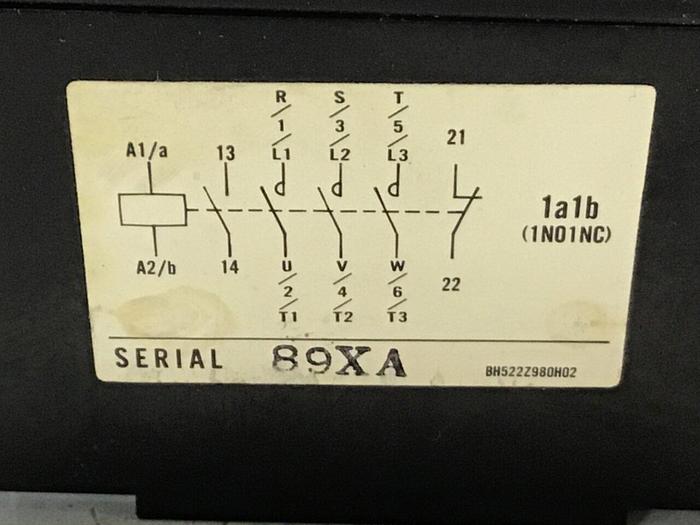 R S T
1 3 5
A1/a 13 L1 L2 L3 21
1a1b
(1NO1NC)
A2/b 14 U V W 22
2 4 6
T1 T2 T3
SERIAL 89XA BH522Z980H02